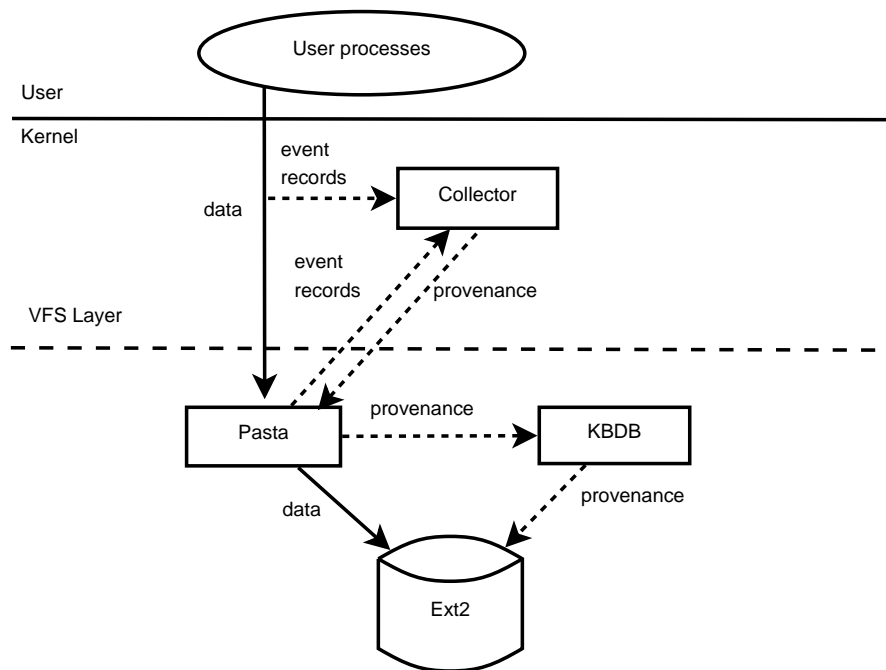 User processes
User
Kernel
event
records
Collector
data
event
records
provenance
VFS Layer
provenance
Pasta
KBDB
data
provenance
Ext2